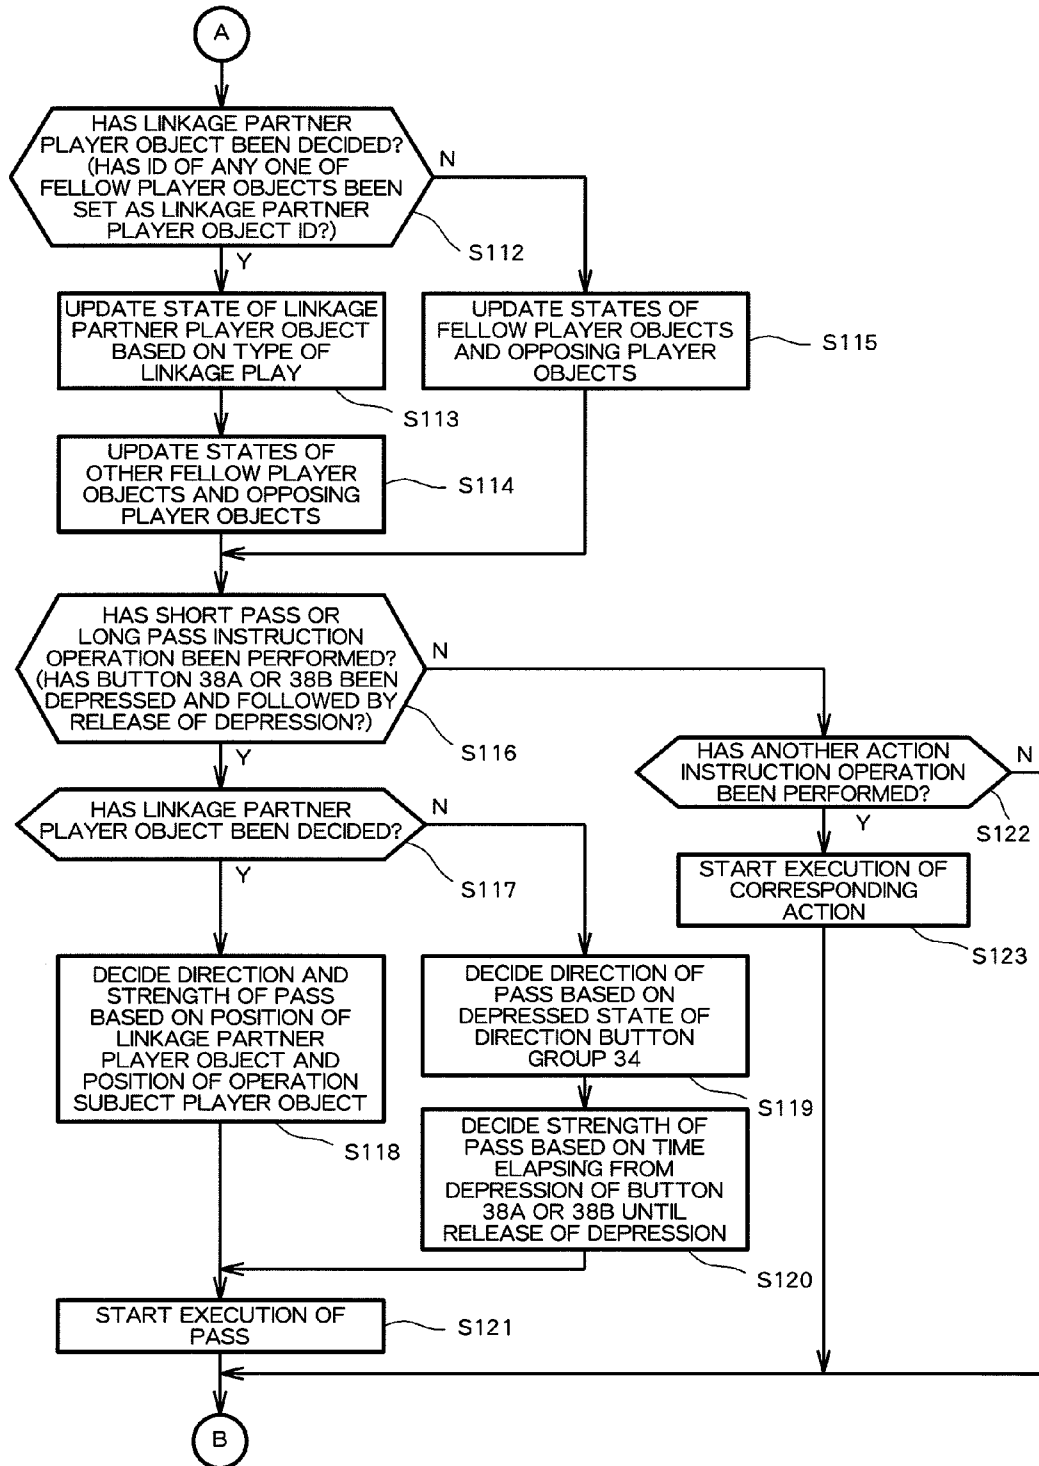 A
HAS LINKAGE PARTNER
PLAYER OBJECT BEEN DECIDED?
(HAS ID OF ANY ONE OF
FELLOW PLAYER OBJECTS BEEN
SET AS LINKAGE PARTNER
PLAYER OBJECT ID?)
N
S112
Y
UPDATE STATE OF LINKAGE
PARTNER PLAYER OBJECT
BASED ON TYPE OF
LINKAGE PLAY
S113
UPDATE STATES OF
FELLOW PLAYER OBJECTS
AND OPPOSING PLAYER
OBJECTS
S115
UPDATE STATES OF
OTHER FELLOW PLAYER
OBJECTS AND OPPOSING
PLAYER OBJECTS
S114
HAS SHORT PASS OR
LONG PASS INSTRUCTION
OPERATION BEEN PERFORMED?
(HAS BUTTON 38A OR 38B BEEN
DEPRESSED AND FOLLOWED BY
RELEASE OF DEPRESSION?)
N
S116
Y
HAS ANOTHER ACTION
INSTRUCTION OPERATION
BEEN PERFORMED?
N
S122
Y
HAS LINKAGE PARTNER
PLAYER OBJECT BEEN DECIDED?
N
S117
Y
START EXECUTION OF
CORRESPONDING
ACTION
S123
DECIDE DIRECTION AND
STRENGTH OF PASS
BASED ON POSITION OF
LINKAGE PARTNER
PLAYER OBJECT AND
POSITION OF OPERATION
SUBJECT PLAYER OBJECT
S118
DECIDE DIRECTION OF
PASS BASED ON
DEPRESSED STATE OF
DIRECTION BUTTON
GROUP 34
S119
DECIDE STRENGTH OF
PASS BASED ON TIME
ELAPSING FROM
DEPRESSION OF BUTTON
38A OR 38B UNTIL
RELEASE OF DEPRESSION
S120
START EXECUTION OF
PASS
S121
B